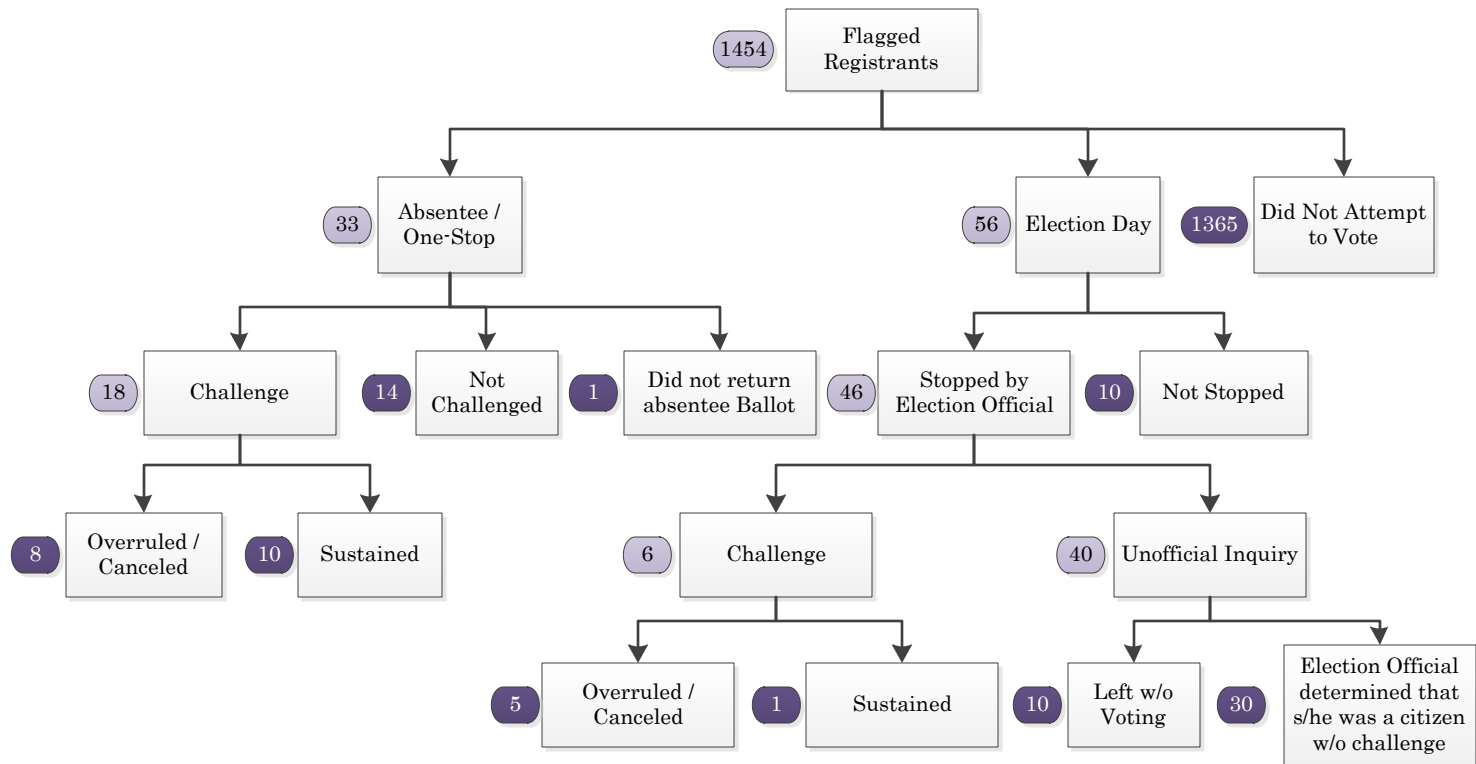 1454
Flagged
Registrants
33
Absentee /
One-Stop
56
Election Day
1365
Did Not Attempt
to Vote
18
Challenge
14
Not
Challenged
1
Did not return
absentee Ballot
46
Stopped by
Election Official
10
Not Stopped
8
Overruled /
Canceled
10
Sustained
6
Challenge
40
Unofficial Inquiry
5
Overruled /
Canceled
1
Sustained
10
Left w/o
Voting
30
Election Official
determined that
s/he was a citizen
w/o challenge